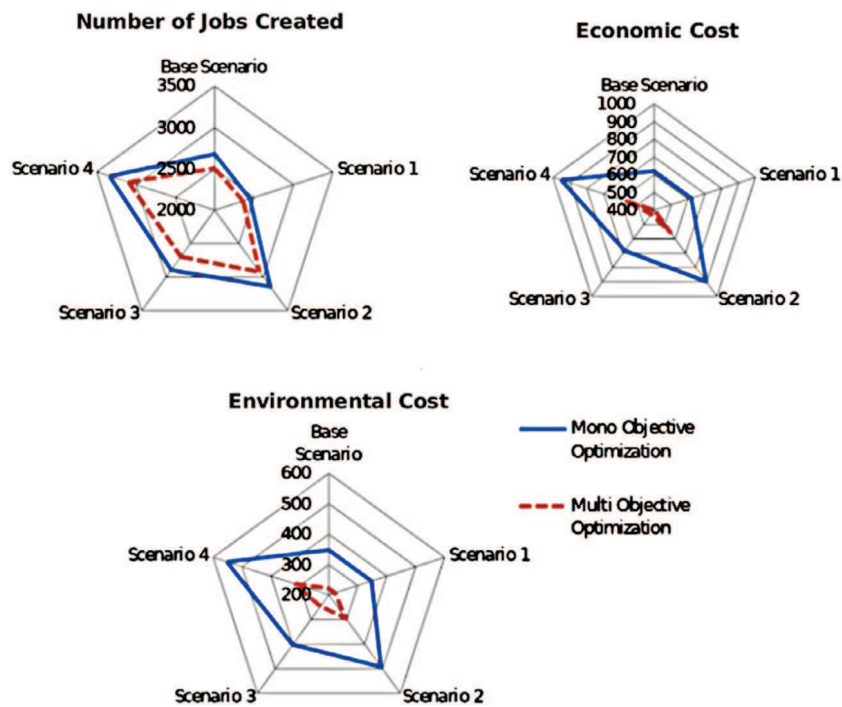 Number of Jobs Created
Base Scenario
3500
3000
2500
2000
Scenario 1
Scenario 2
Scenario 3
Scenario 4
Economic Cost
Base Scenario
1000
900
800
700
600
500
400
Scenario 1
Scenario 2
Scenario 3
Scenario 4
Environmental Cost
Base
Scenario
600
500
400
300
200
Scenario 1
Scenario 2
Scenario 3
Scenario 4
Mono Objective
Optimization
Multi Objective
Optimization